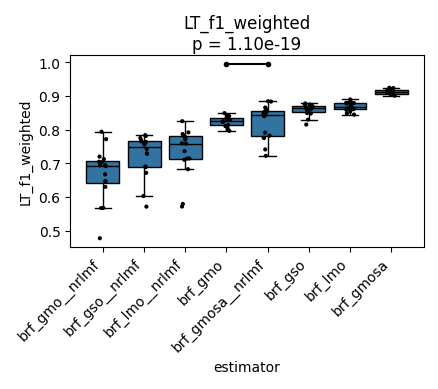 LT_f1_weighted
p = 1.10e-19
LT_f1_weighted
1.0
0.9
0.8
0.7
0.6
0.5
brf_gmo__nrlmf
brf_gso__nrlmf
brf_lmo__nrlmf
brf_gmo
brf_gmosa__nrlmf
brf_gso
brf_lmo
brf_gmosa
estimator